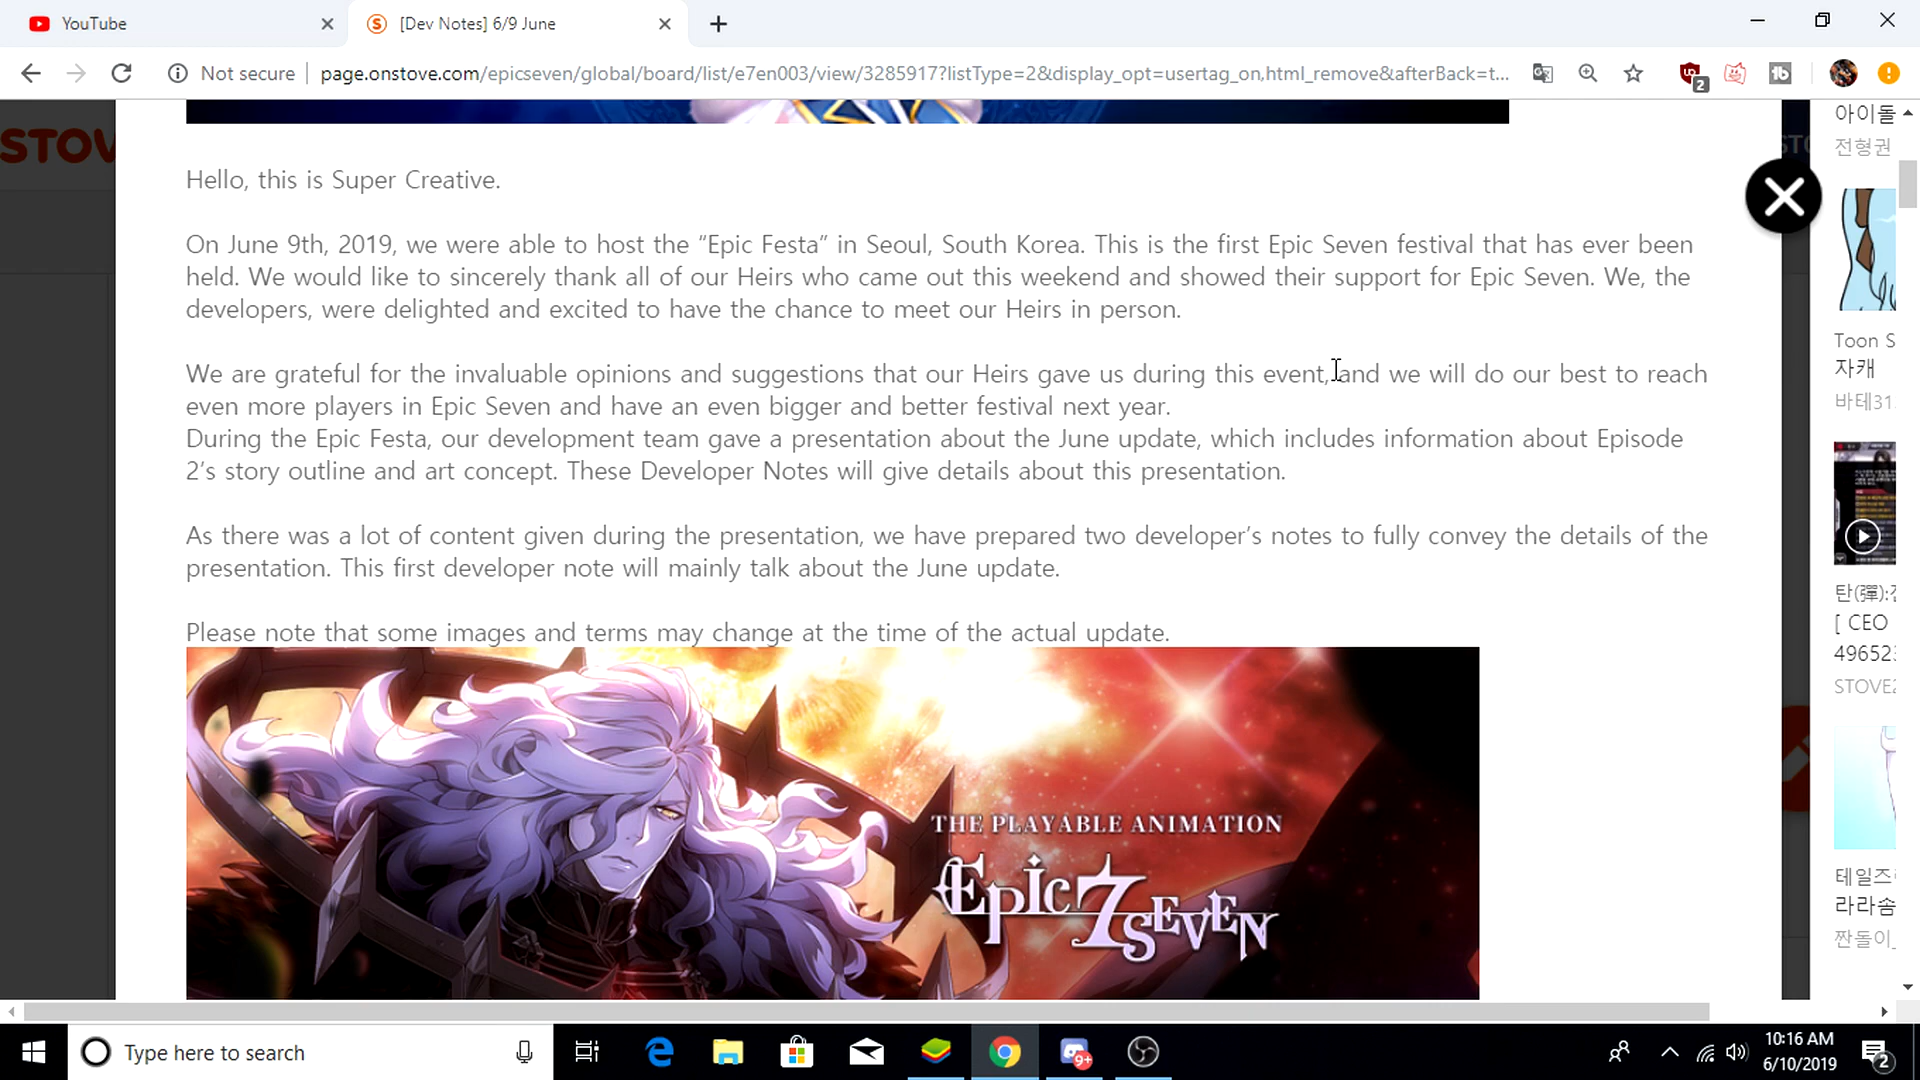 YouTube
[Dev Notes] 6/9 June
Not secure
page.onstove.com/epicseven/global/board/list/e7en003/view/3285917?listType=2&display_opt=usertag_on,html_remove&afterBack=t...
2
STOV
아이돌
전형권
Hello, this is Super Creative.
On June 9th, 2019, we were able to host the “Epic Festa” in Seoul, South Korea. This is the first Epic Seven festival that has ever been
held. We would like to sincerely thank all of our Heirs who came out this weekend and showed their support for Epic Seven. We, the
developers, were delighted and excited to have the chance to meet our Heirs in person.
We are grateful for the invaluable opinions and suggestions that our Heirs gave us during this event, and we will do our best to reach
even more players in Epic Seven and have an even bigger and better festival next year.
During the Epic Festa, our development team gave a presentation about the June update, which includes information about Episode
2’s story outline and art concept. These Developer Notes will give details about this presentation.
As there was a lot of content given during the presentation, we have prepared two developer’s notes to fully convey the details of the
presentation. This first developer note will mainly talk about the June update.
Please note that some images and terms may change at the time of the actual update.
THE PLAYABLE ANIMATION
Epic7
SEVEN
Toon S
자캐
바테31
탄(彈):
[ CEO
49652
STOVE
테일즈
라라솜
짠돌이_
Type here to search
9+
10:16 AM
6/10/2019
2